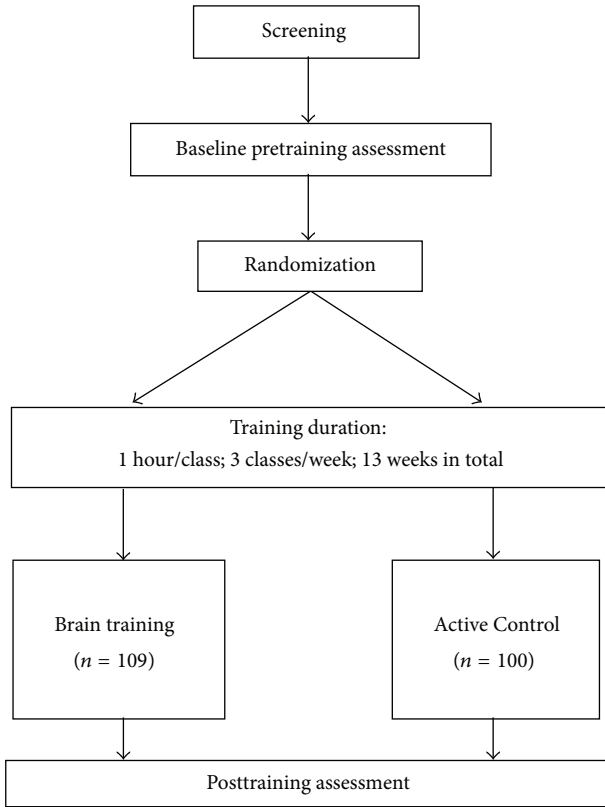 Screening
Baseline pretraining assessment
Randomization
Training duration:
1 hour/class; 3 classes/week; 13 weeks in total
Brain training
(n = 109)
Active Control
(n = 100)
Posttraining assessment